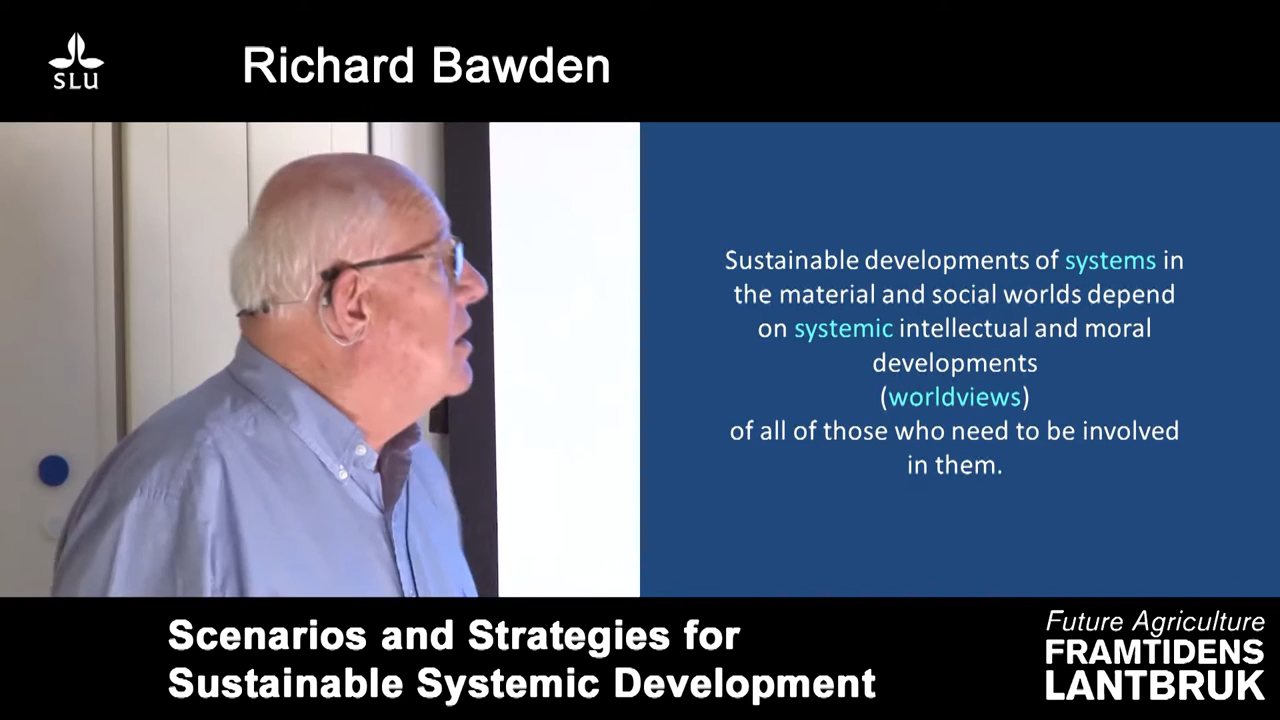 SLU
Richard Bawden
Sustainable developments of systems in
the material and social worlds depend
on systemic intellectual and moral
developments
(worldviews)
of all of those who need to be involved
in them.
Scenarios and Strategies for
Sustainable Systemic Development
Future Agriculture
FRAMTIDENS
LANTBRUK